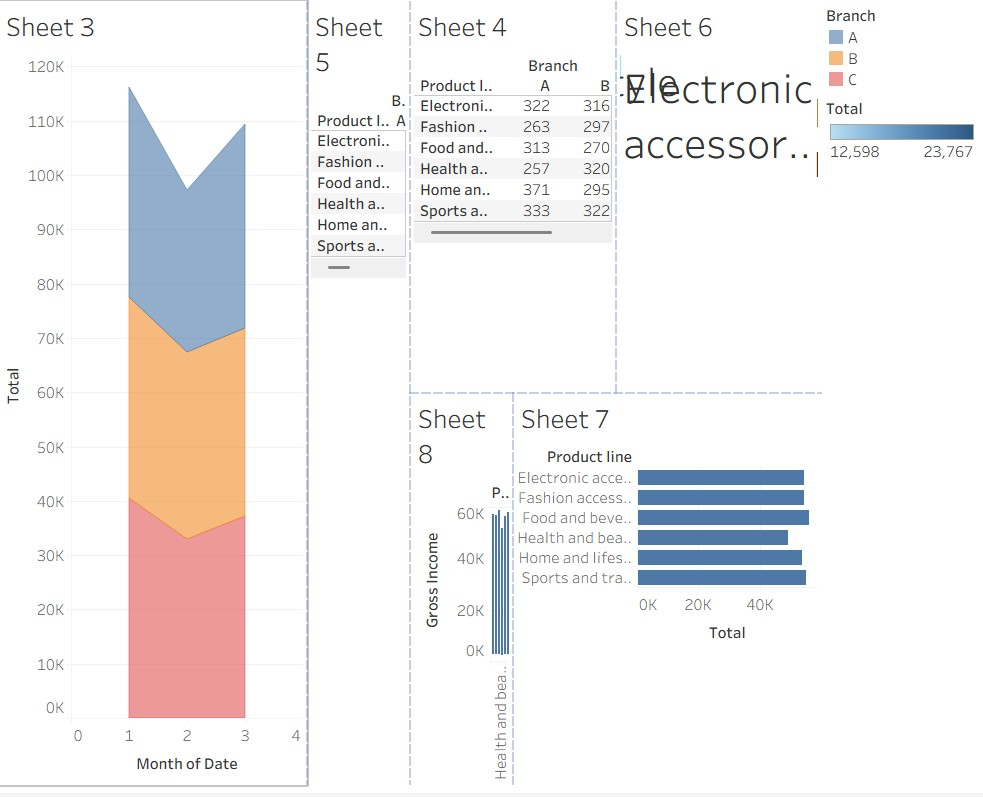 Sheet 3
120K
110K
100K
90K
80K
70K
60K
50K
40K
30K
20K
10K
0K
Total
0 1 2 3 4
Month of Date
Sheet
5
B.
Product l.. A
Electroni..
Fashion ..
Food and..
Health a..
Home an..
Sports a..
Sheet 4
Branch
Product l.. A B
Electroni.. 322 316
Fashion .. 263 297
Food and.. 313 270
Health a.. 257 320
Home an.. 371 295
Sports a.. 333 322
Sheet 6
Electronic
accessor..
Branch
A
B
C
Total
12,598 23,767
Sheet
8
P..
60K
40K
20K
0K
Gross Income
Health and bea..
Sheet 7
Product line
Electronic acce..
Fashion access..
Food and beve..
Health and bea..
Home and lifes..
Sports and tra..
0K 20K 40K
Total